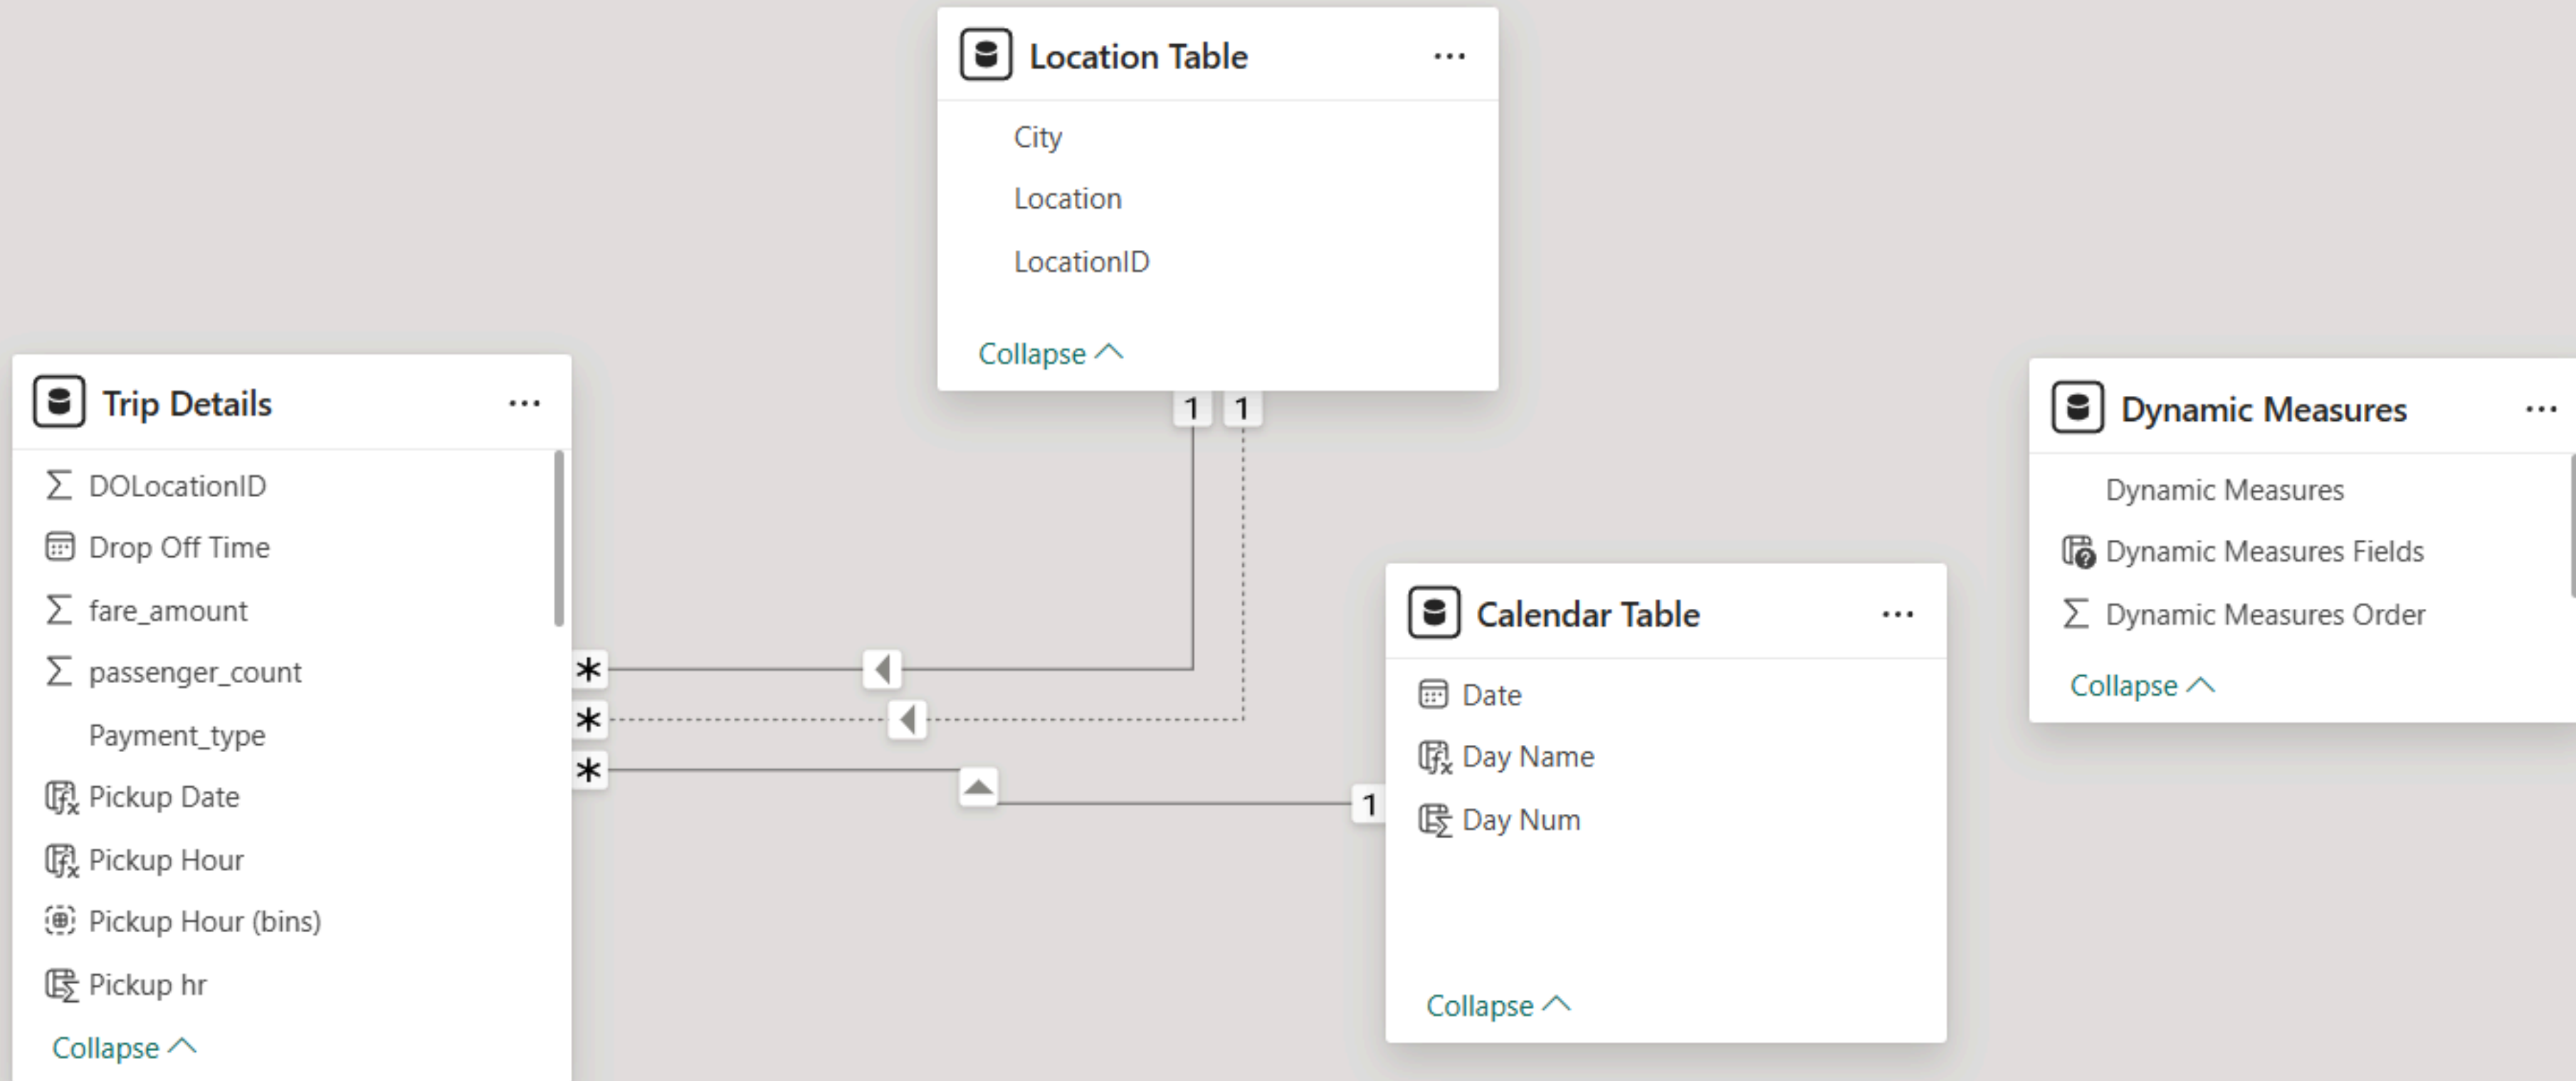 Location Table
City
Location
LocationID
Collapse
1 1
Trip Details
DOLocationID
Drop Off Time
fare_amount
passenger_count
Payment_type
Pickup Date
Pickup Hour
Pickup Hour (bins)
Pickup hr
Collapse
*
*
*
1
Calendar Table
Date
Day Name
Day Num
Collapse
Dynamic Measures
Dynamic Measures
Dynamic Measures Fields
Dynamic Measures Order
Collapse